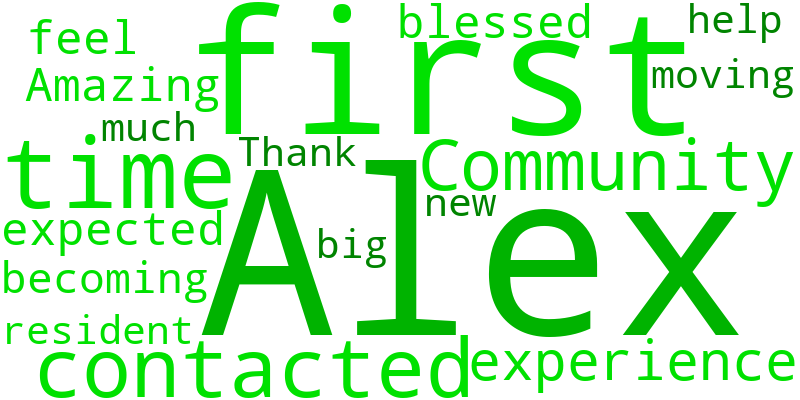 first
blessed
help
feel
Amazing
moving
much
time
Thank
Community
Alex
new
expected
big
becoming
resident
contacted
experience